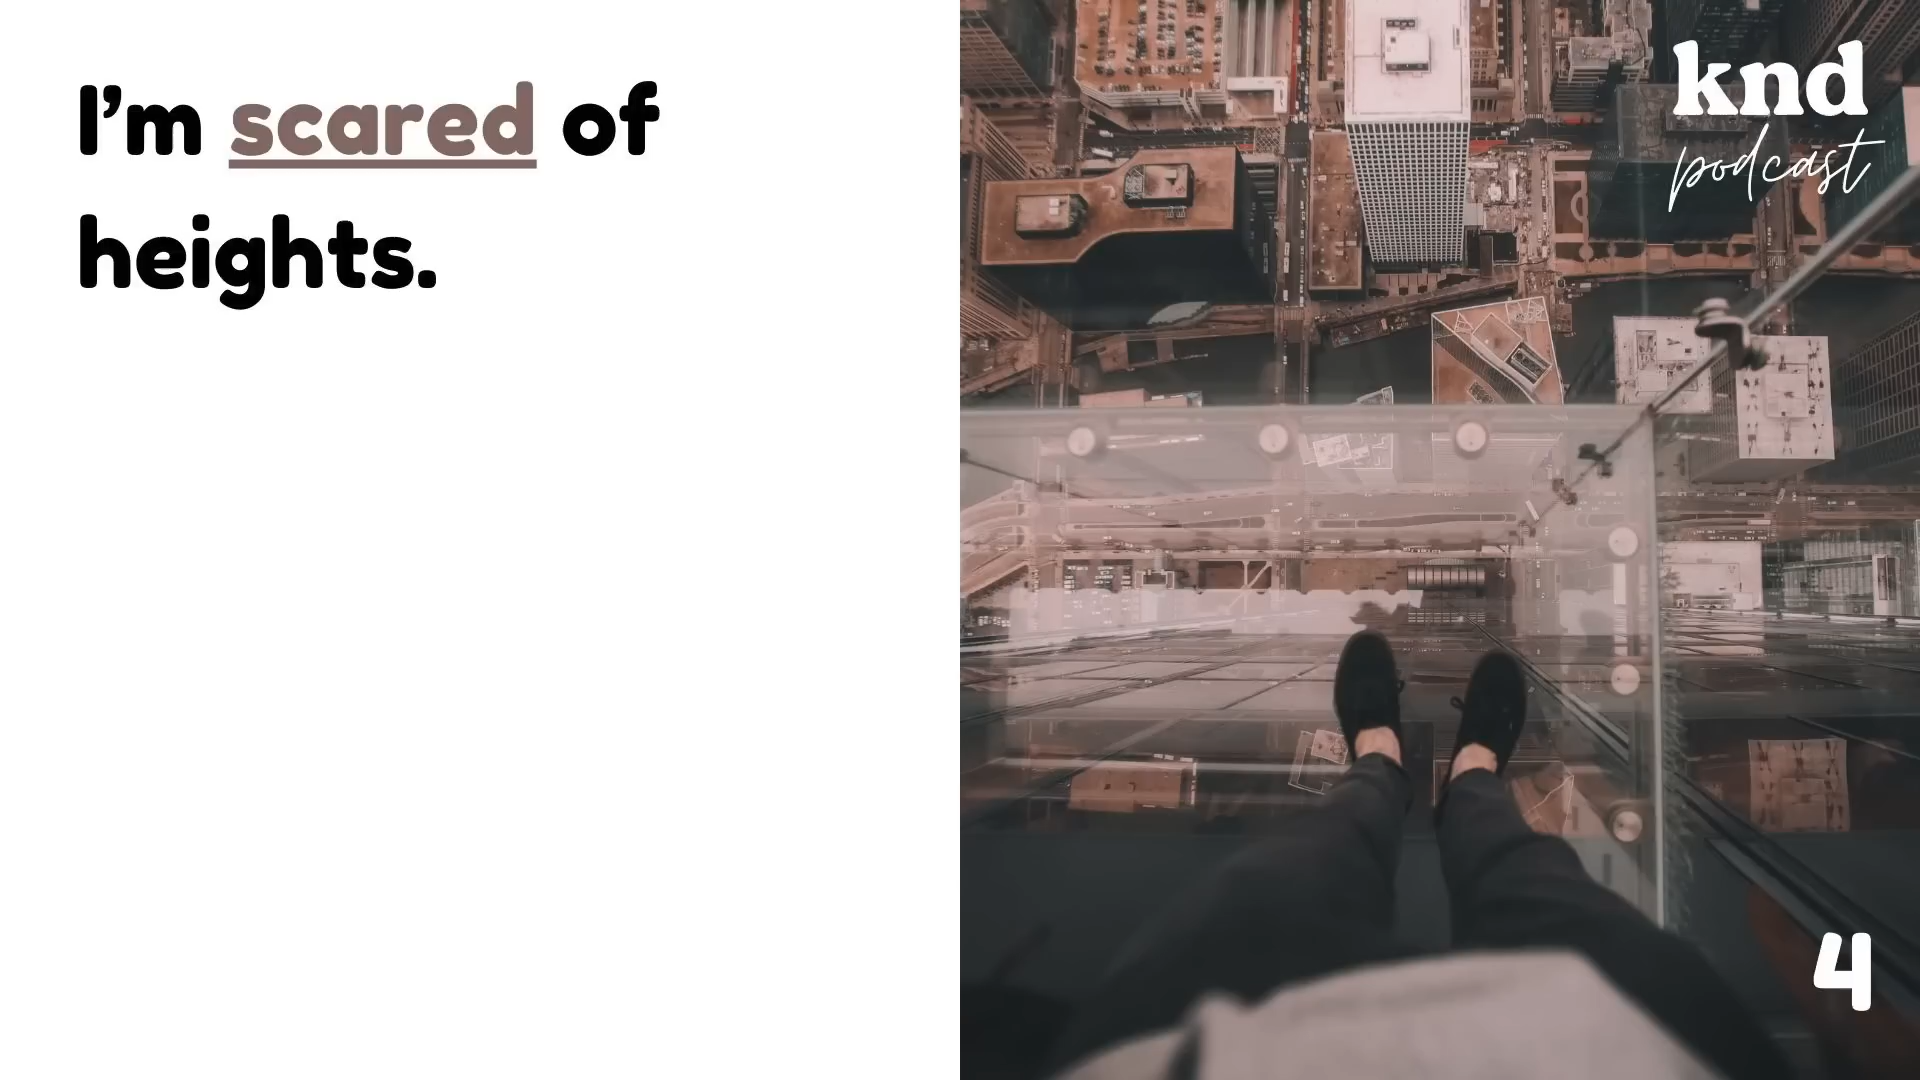 I’m scared of
heights.
knd
podcast
4